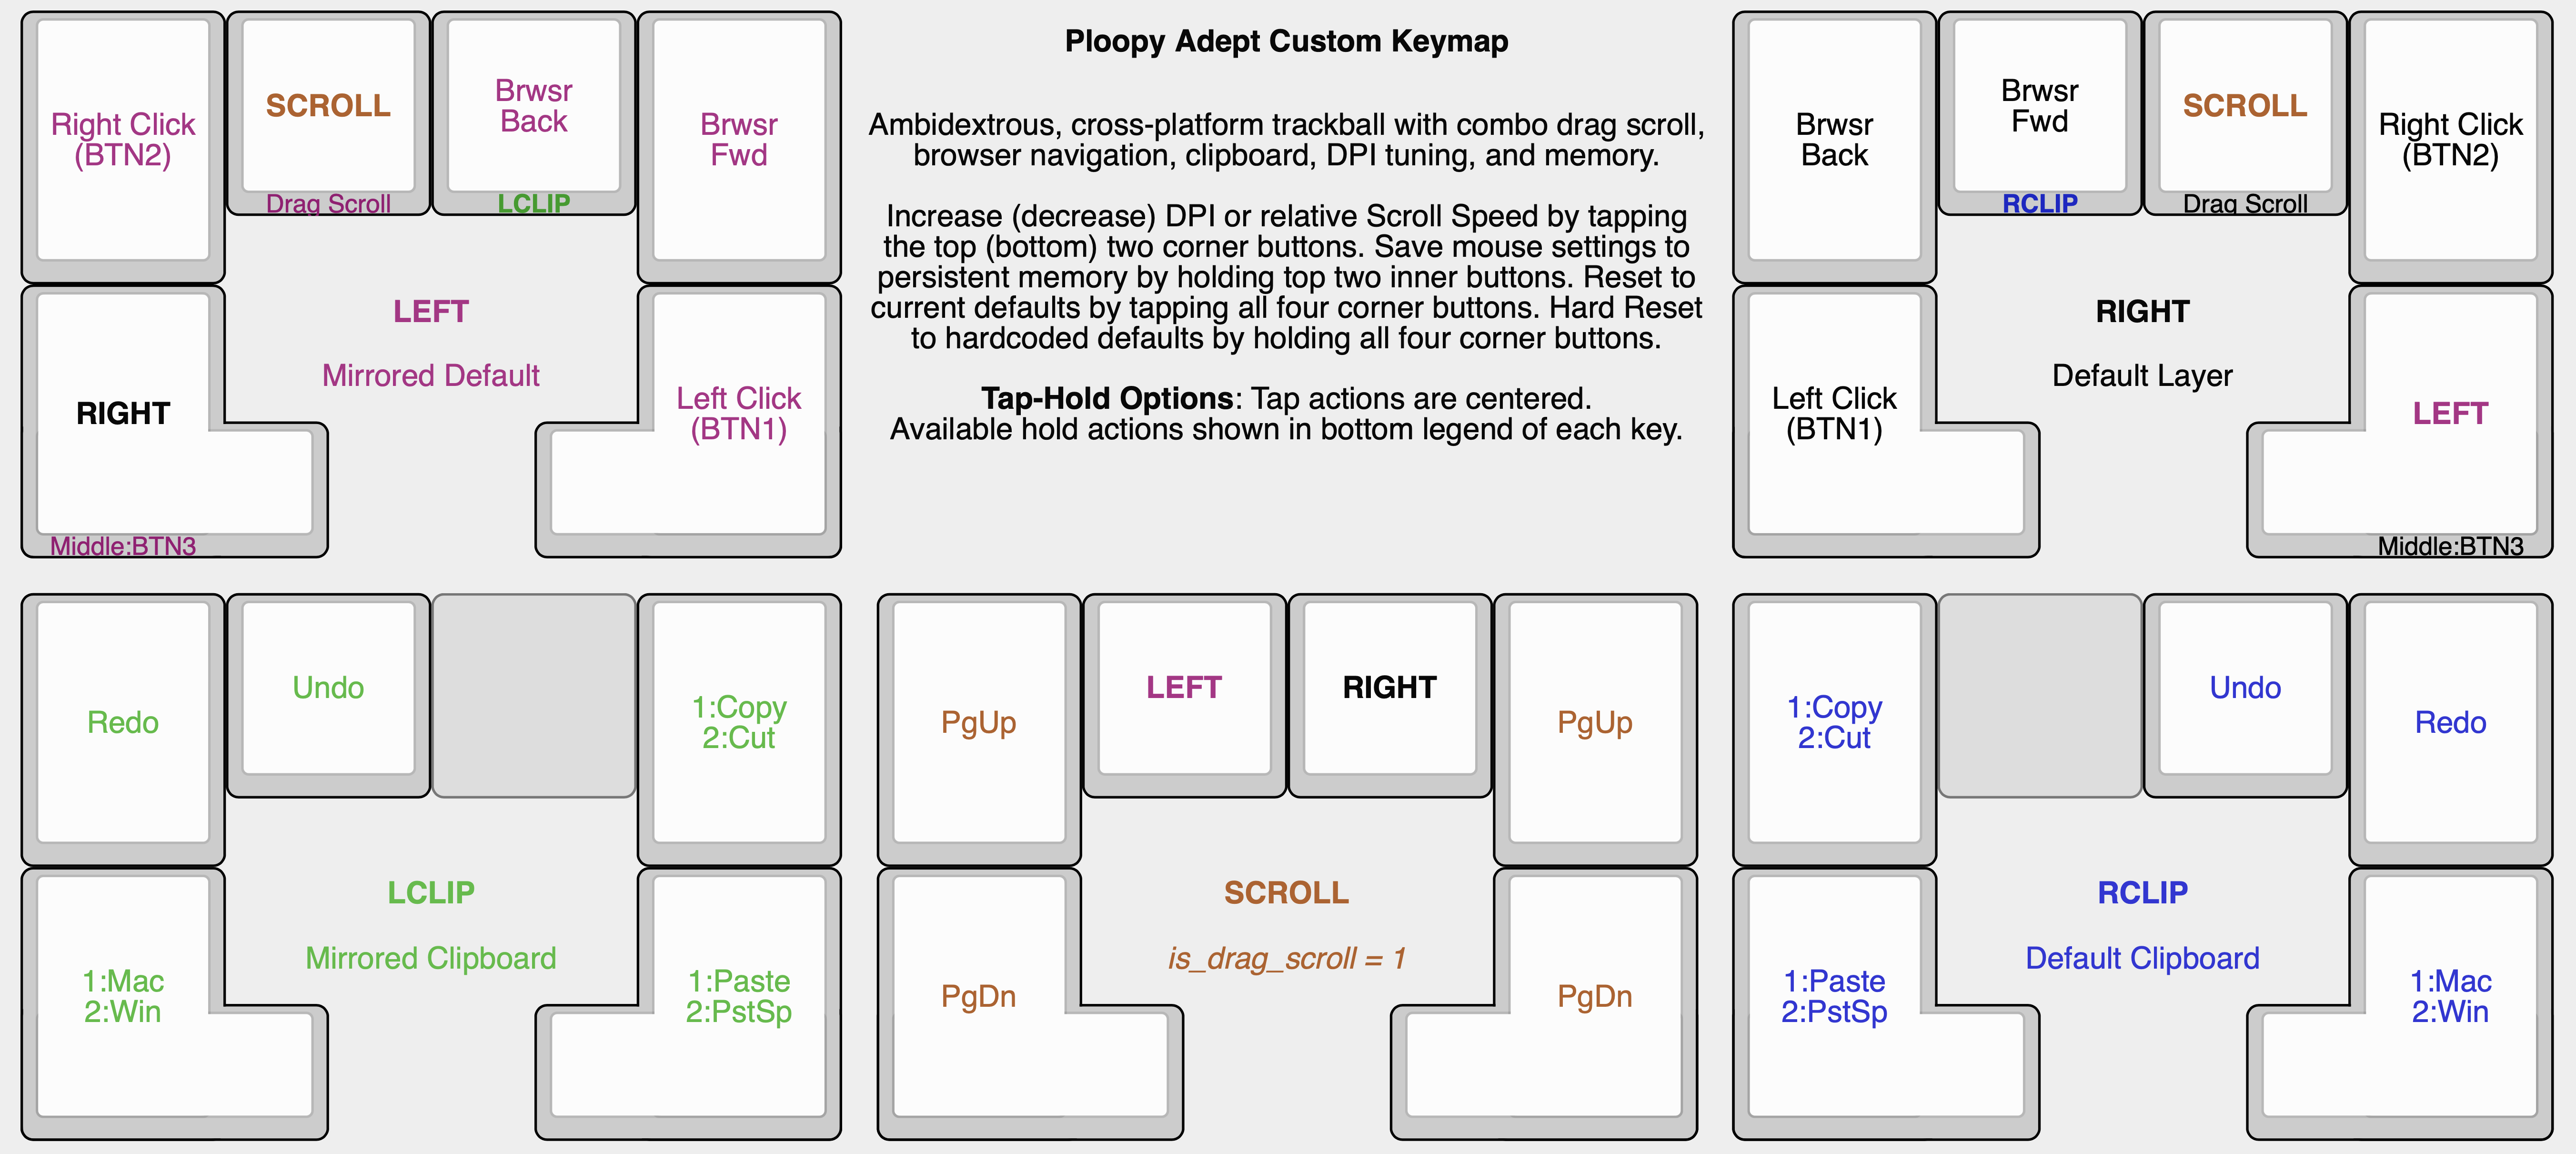 Right Click
(BTN2)
SCROLL
Drag Scroll
Brwsr
Back
LCLIP
Brwsr
Fwd
RIGHT
Middle:BTN3
LEFT
Mirrored Default
Left Click
(BTN1)
Ploopy Adept Custom Keymap
Ambidextrous, cross-platform trackball with combo drag scroll,
browser navigation, clipboard, DPI tuning, and memory.
Increase (decrease) DPI or relative Scroll Speed by tapping
the top (bottom) two corner buttons. Save mouse settings to
persistent memory by holding top two inner buttons. Reset to
current defaults by tapping all four corner buttons. Hard Reset
to hardcoded defaults by holding all four corner buttons.
Tap-Hold Options: Tap actions are centered.
Available hold actions shown in bottom legend of each key.
Brwsr
Back
Brwsr
Fwd
RCLIP
SCROLL
Drag Scroll
Right Click
(BTN2)
Left Click
(BTN1)
RIGHT
Default Layer
LEFT
Middle:BTN3
Redo
Undo
1:Copy
2:Cut
LCLIP
Mirrored Clipboard
1:Mac
2:Win
1:Paste
2:PstSp
PgUp
LEFT
RIGHT
PgUp
SCROLL
is_drag_scroll = 1
PgDn
PgDn
1:Copy
2:Cut
Undo
Redo
RCLIP
Default Clipboard
1:Paste
2:PstSp
1:Mac
2:Win